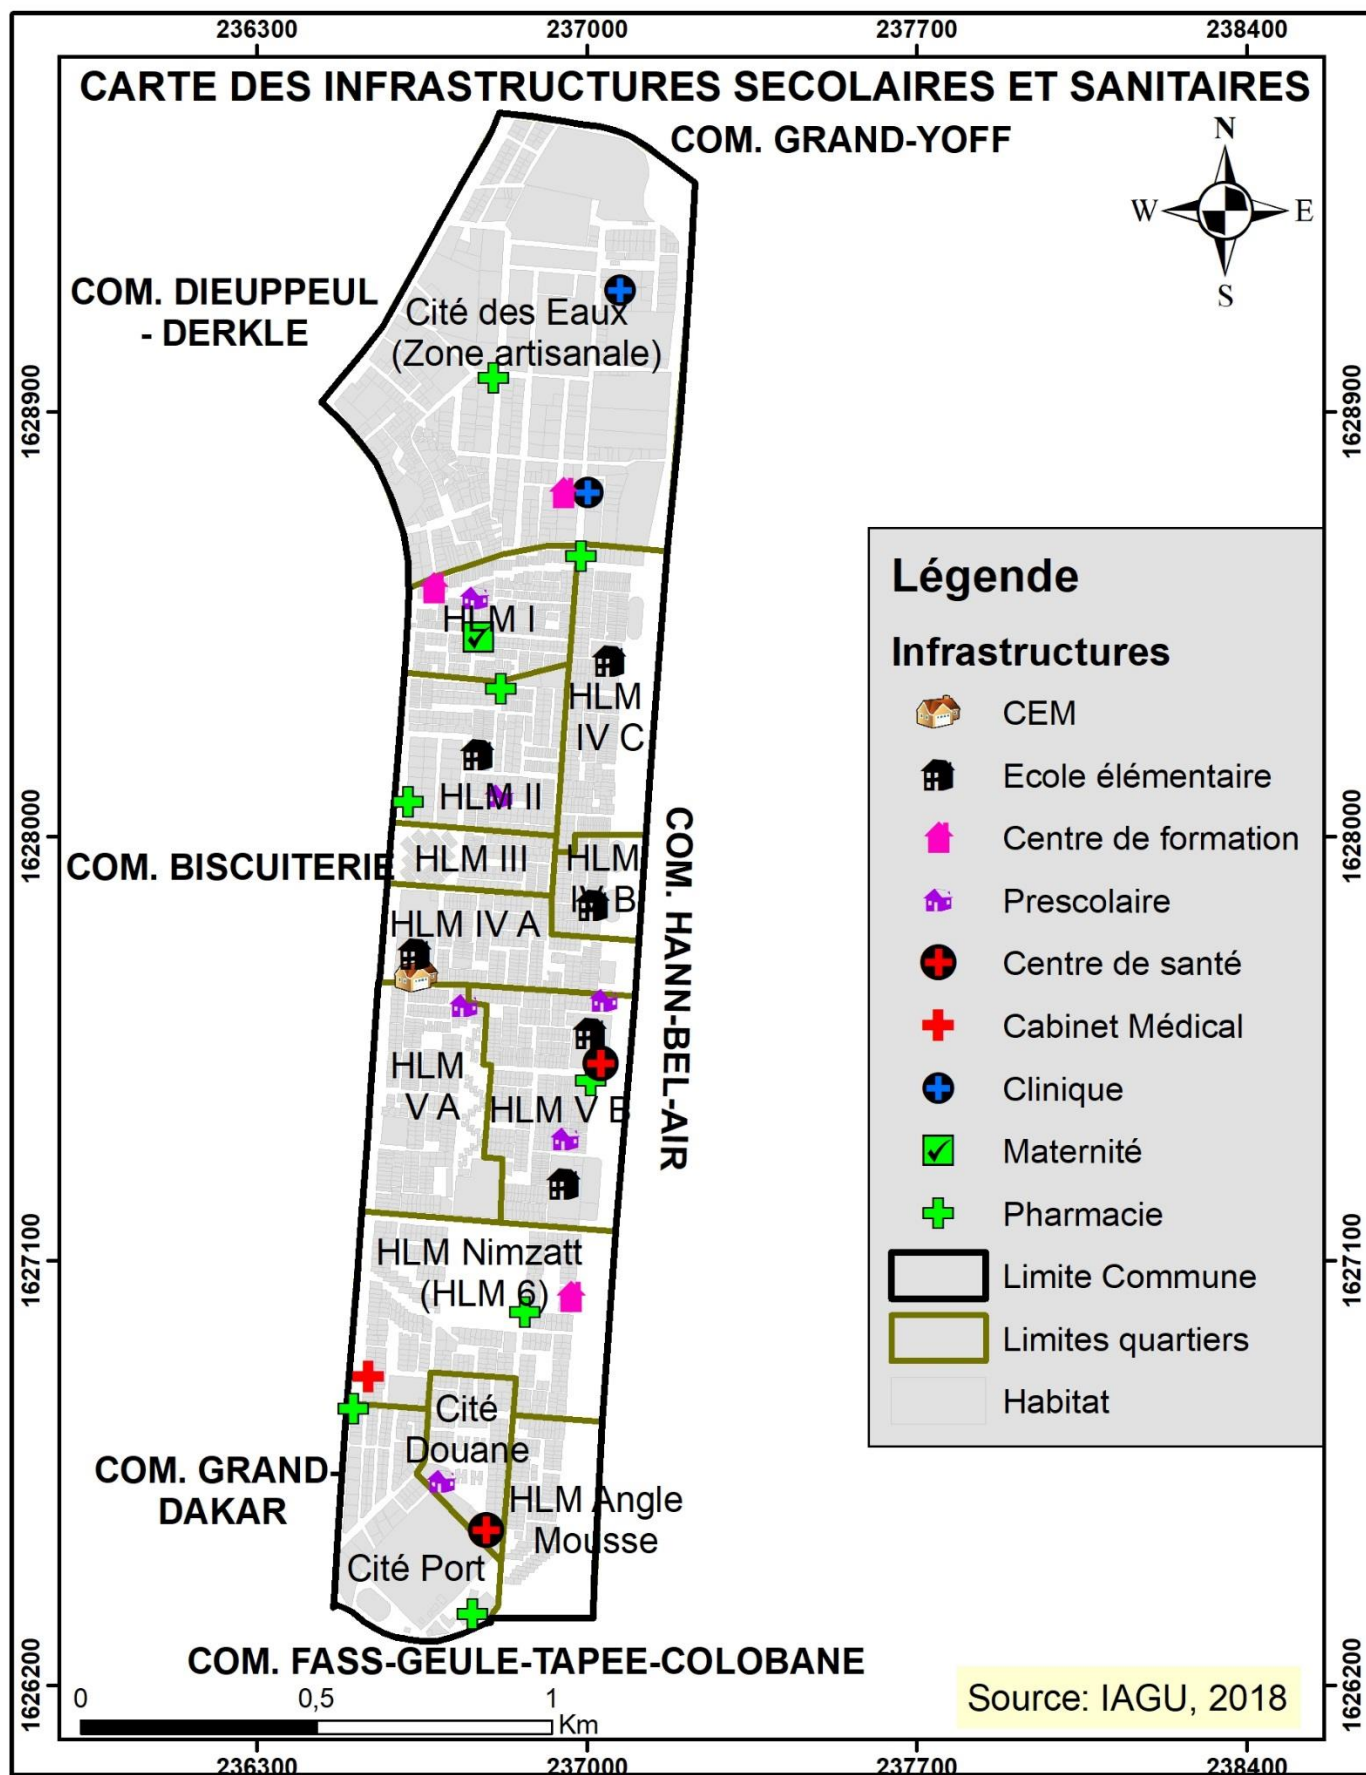 236300 237000 237700 238400
CARTE DES INFRASTRUCTURES SECOLAIRES ET SANITAIRES
COM. GRAND-YOFF
N
W E
S
COM. DIEUPPEUL
- DERKLE
Cité des Eaux
(Zone artisanale)
1628900 1628900
HLM I
HLM
IV C
HLM II
1628000 1628000
COM. BISCUITERIE
HLM III
HLM
IV B
HLM IV A
COM. HANN-BEL-AIR
HLM
V A
HLM V B
1627100 1627100
HLM Nimzatt
(HLM 6)
Cité
Douane
COM. GRAND-
DAKAR
HLM Angle
Mousse
Cité Port
COM. FASS-GEULE-TAPEE-COLOBANE
1626200 1626200
Légende
Infrastructures
CEM
Ecole élémentaire
Centre de formation
Prescolaire
Centre de santé
Cabinet Médical
Clinique
Maternité
Pharmacie
Limite Commune
Limites quartiers
Habitat
0 0,5 1
Km
Source: IAGU, 2018
236300 237000 237700 238400